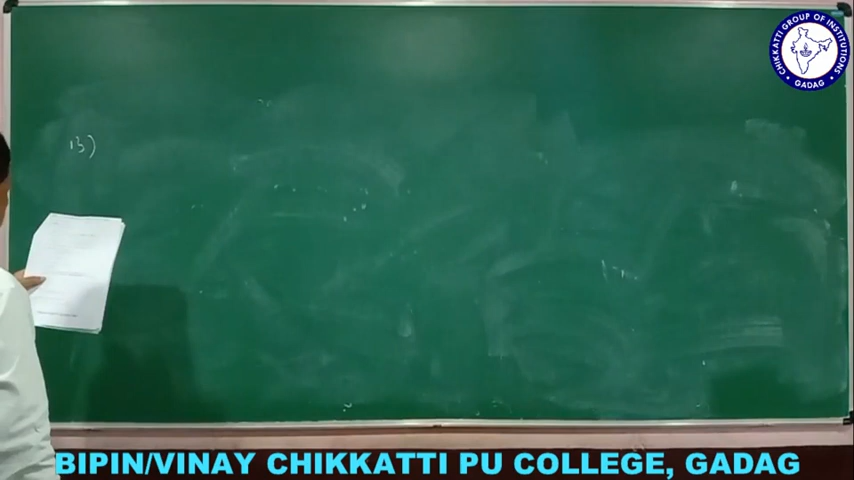 CHIKKATTI GROUP OF INSTITUTIONS
GADAG
13)
BIPIN/VINAY CHIKKATTI PU COLLEGE, GADAG